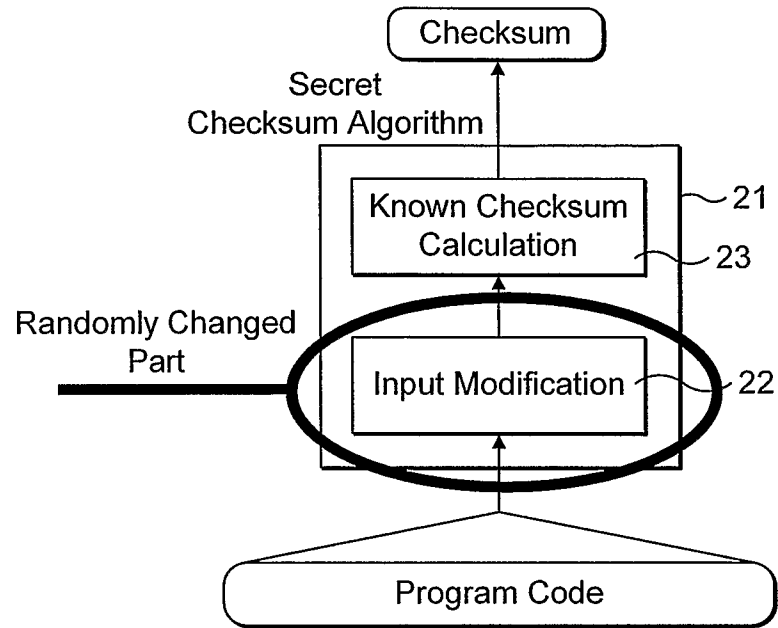 Checksum
Secret
Checksum Algorithm
Known Checksum
Calculation
21
23
Randomly Changed
Part
Input Modification
22
Program Code